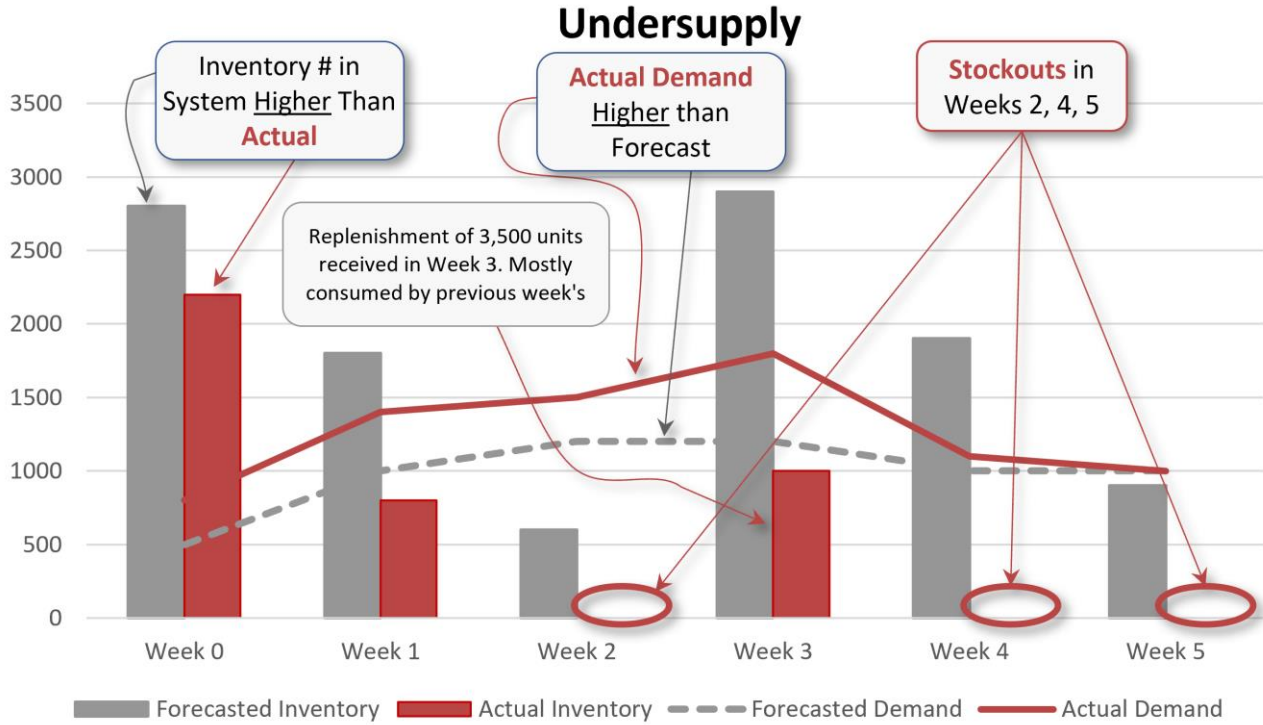 Undersupply
Inventory # in
System Higher Than
Actual
Actual Demand
Higher than
Forecast
Stockouts in
Weeks 2, 4, 5
Replenishment of 3,500 units
received in Week 3. Mostly
consumed by previous week's
3500
3000
2500
2000
1500
1000
500
0
Week 0
Week 1
Week 2
Week 3
Week 4
Week 5
Forecasted Inventory
Actual Inventory
Forecasted Demand
Actual Demand